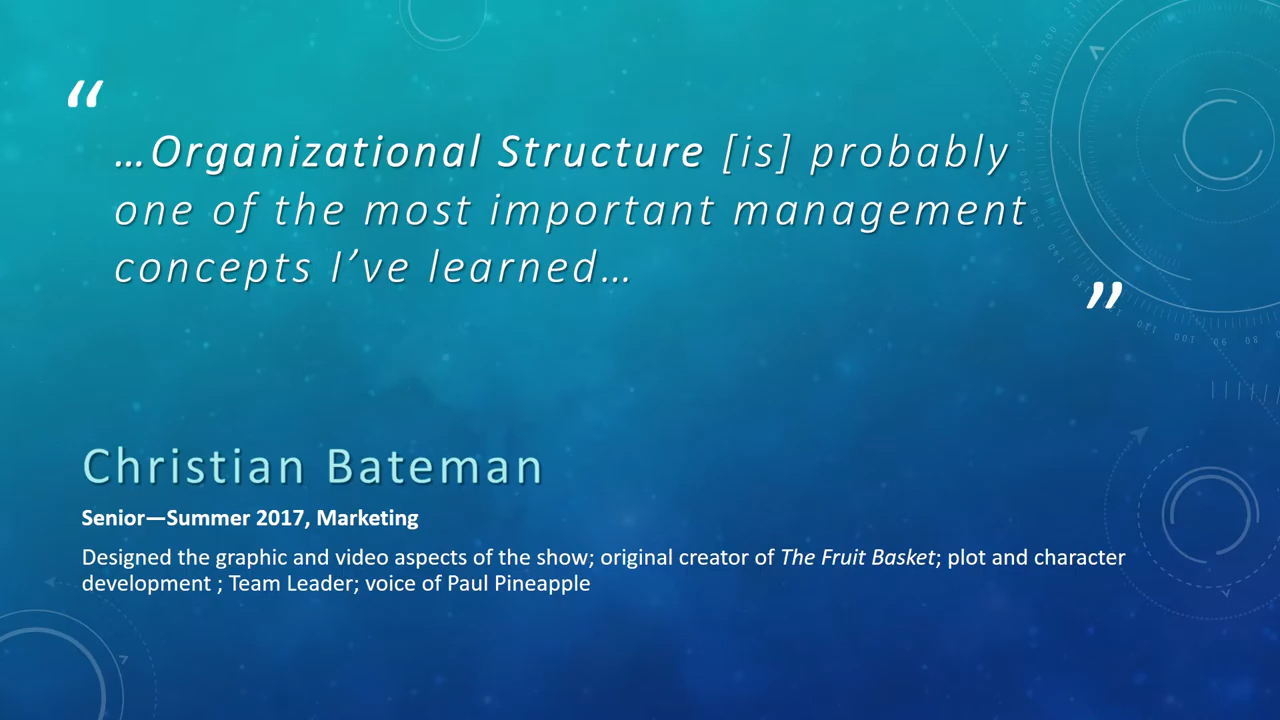 “
…Organizational Structure [is] probably
one of the most important management
concepts I’ve learned…
”
Christian Bateman
Senior—Summer 2017, Marketing
Designed the graphic and video aspects of the show; original creator of The Fruit Basket; plot and character
development ; Team Leader; voice of Paul Pineapple